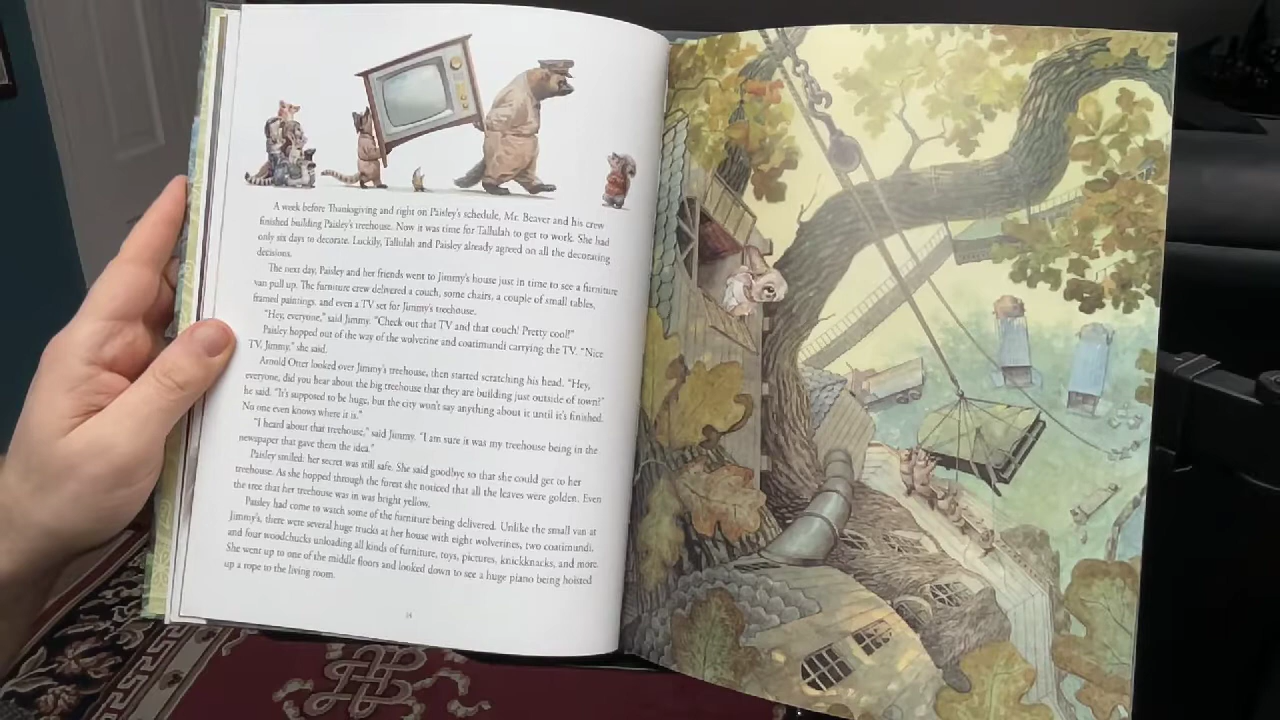 A week before Thanksgiving and right on Paisley's schedule, Mr. Beaver and his crew
finished building Paisley's treehouse. Now it was time for Tallulah to get to work. She had
only six days to decorate. Luckily, Tallulah and Paisley already agreed on all the decorating
decisions.
The next day, Paisley and her friends went to Jimmy's house just in time to see a furniture
van pull up. The furniture crew delivered a couch, some chairs, a couple of small tables,
framed paintings, and even a TV set for Jimmy's treehouse.
"Hey, everyone," said Jimmy. "Check out that TV and that couch! Pretty cool!"
Paisley hopped out of the way of the wolverine and coatimundi carrying the TV. "Nice
TV, Jimmy," she said.
Arnold Otter looked over Jimmy's treehouse, then started scratching his head. "Hey,
everyone, did you hear about the big treehouse that they are building just outside of town?"
he said. "It's supposed to be huge, but the city won't say anything about it until it's finished.
No one even knows where it is."
"I heard about that treehouse," said Jimmy. "I am sure it was my treehouse being in the
newspaper that gave them the idea."
Paisley smiled: her secret was still safe. She said goodbye so that she could get to her
treehouse. As she hopped through the forest she noticed that all the leaves were golden. Even
the tree that her treehouse was in was bright yellow.
Paisley had come to watch some of the furniture being delivered. Unlike the small van at
Jimmy's, there were several huge trucks at her house with eight wolverines, two coatimundi,
and four woodchucks unloading all kinds of furniture, toys, pictures, knickknacks, and more.
She went up to one of the middle floors and looked down to see a huge piano being hoisted
up a rope to the living room.